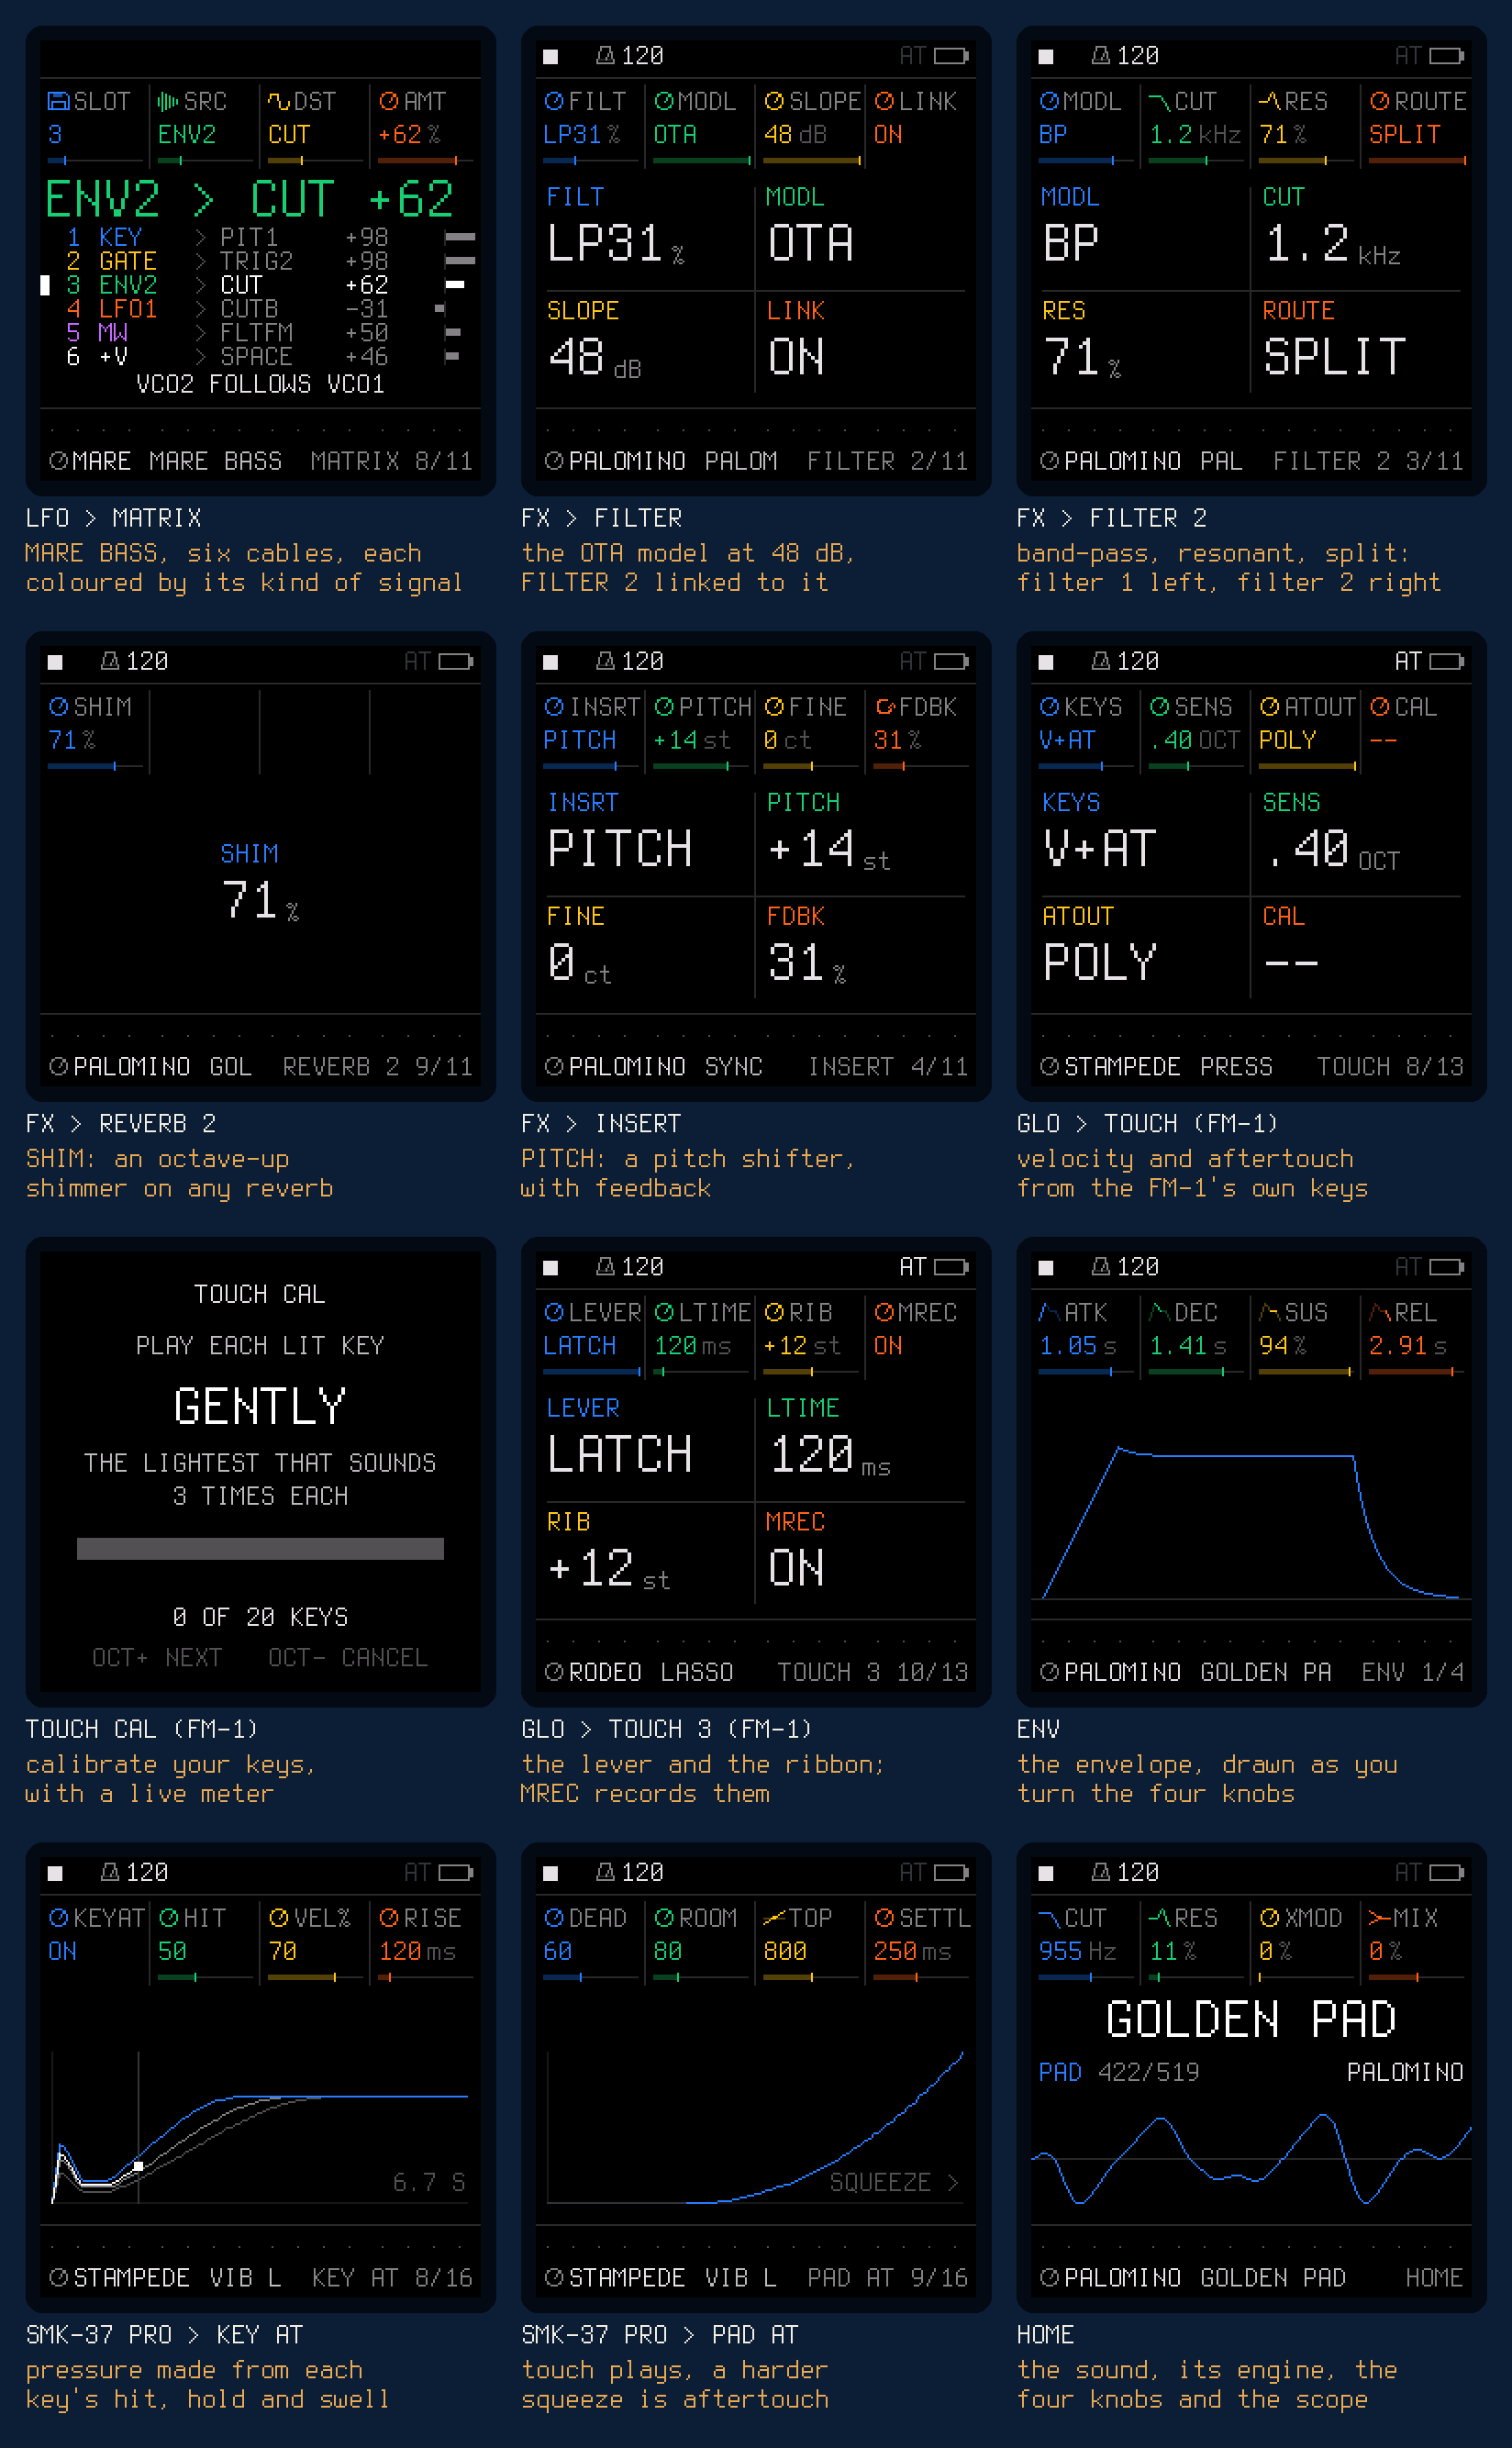 SLOT SRC DST AMT
3 ENV2 CUT +62%
ENV2 > CUT +62
1 KEY > PIT1 +98
2 GATE > TRIG2 +98
3 ENV2 > CUT +62
4 LFO1 > CUTB -31
5 MW > FLTFM +50
6 +V > SPACE +46
VCO2 FOLLOWS VCO1
MARE MARE BASS MATRIX 8/11
LFO > MATRIX
MARE BASS, six cables, each
coloured by its kind of signal
120 AT
FILT MODL SLOPE LINK
LP31% OTA 48 dB ON
FILT MODL
LP31% OTA
SLOPE LINK
48 dB ON
PALOMINO PALOM FILTER 2/11
FX > FILTER
the OTA model at 48 dB,
FILTER 2 linked to it
120 AT
MODL CUT RES ROUTE
BP 1.2 kHz 71% SPLIT
MODL CUT
BP 1.2 kHz
RES ROUTE
71% SPLIT
PALOMINO PAL FILTER 2 3/11
FX > FILTER 2
band-pass, resonant, split:
filter 1 left, filter 2 right
120 AT
SHIM
71%
SHIM
71%
PALOMINO GOL REVERB 2 9/11
FX > REVERB 2
SHIM: an octave-up
shimmer on any reverb
120 AT
INSRT PITCH FINE FDBK
PITCH +14 st 0 ct 31%
INSRT PITCH
PITCH +14 st
FINE FDBK
0 ct 31%
PALOMINO SYNC INSERT 4/11
FX > INSERT
PITCH: a pitch shifter,
with feedback
120 AT
KEYS SENS ATOUT CAL
V+AT .40 OCT POLY --
KEYS SENS
V+AT .40 OCT
ATOUT CAL
POLY --
STAMPEDE PRESS TOUCH 8/13
GLO > TOUCH (FM-1)
velocity and aftertouch
from the FM-1's own keys
TOUCH CAL
PLAY EACH LIT KEY
GENTLY
THE LIGHTEST THAT SOUNDS
3 TIMES EACH
0 OF 20 KEYS
OCT+ NEXT OCT- CANCEL
TOUCH CAL (FM-1)
calibrate your keys,
with a live meter
120 AT
LEVER LTIME RIB MREC
LATCH 120 ms +12 st ON
LEVER LTIME
LATCH 120 ms
RIB MREC
+12 st ON
RODEO LASSO TOUCH 3 10/13
GLO > TOUCH 3 (FM-1)
the lever and the ribbon;
MREC records them
120 AT
ATK DEC SUS REL
1.05 s 1.41 s 94% 2.91 s
PALOMINO GOLDEN PA ENV 1/4
ENV
the envelope, drawn as you
turn the four knobs
120 AT
KEYAT HIT VEL% RISE
ON 50 70 120 ms
6.7 S
STAMPEDE VIB L KEY AT 8/16
SMK-37 PRO > KEY AT
pressure made from each
key's hit, hold and swell
120 AT
DEAD ROOM TOP SETTL
60 80 800 250 ms
SQUEEZE >
STAMPEDE VIB L PAD AT 9/16
SMK-37 PRO > PAD AT
touch plays, a harder
squeeze is aftertouch
120 AT
CUT RES XMOD MIX
955 Hz 11% 0% 0%
GOLDEN PAD
PAD 422/519 PALOMINO
PALOMINO GOLDEN PAD HOME
HOME
the sound, its engine, the
four knobs and the scope